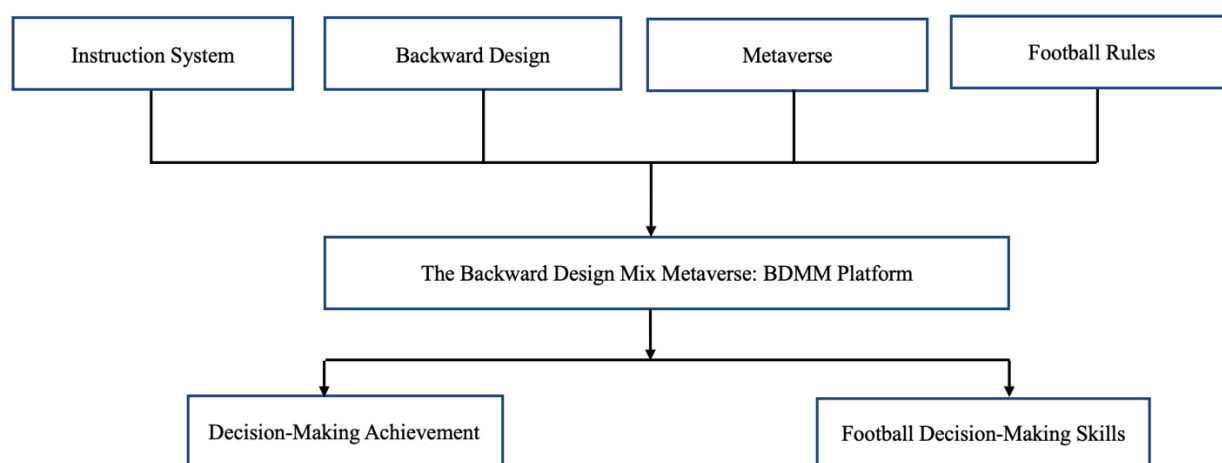 Instruction System
Backward Design
Metaverse
Football Rules
The Backward Design Mix Metaverse: BDMM Platform
Decision-Making Achievement
Football Decision-Making Skills